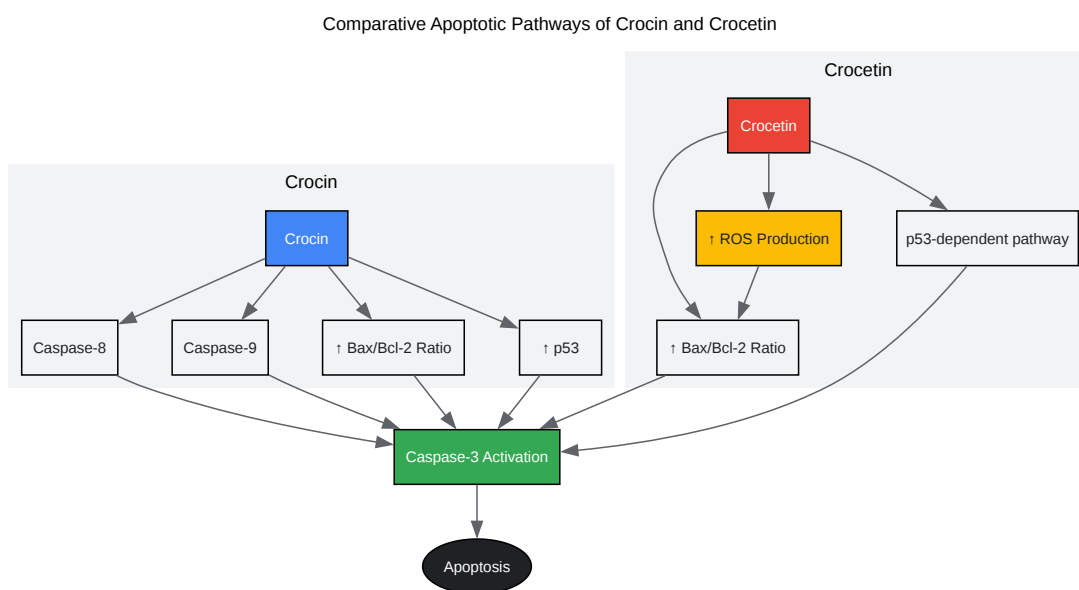 Comparative Apoptotic Pathways of Crocin and Crocetin
Crocetin
Crocetin
Crocin
Crocin
↑ ROS Production
p53-dependent pathway
Caspase-8
Caspase-9
↑ Bax/Bcl-2 Ratio
↑ p53
↑ Bax/Bcl-2 Ratio
Caspase-3 Activation
Apoptosis